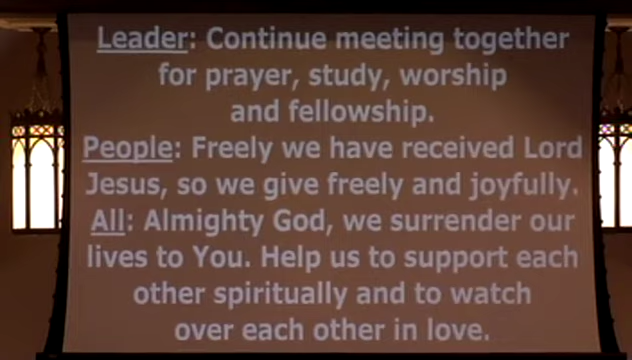 Leader: Continue meeting together
for prayer, study, worship
and fellowship.
People: Freely we have received Lord
Jesus, so we give freely and joyfully.
All: Almighty God, we surrender our
lives to You. Help us to support each
other spiritually and to watch
over each other in love.